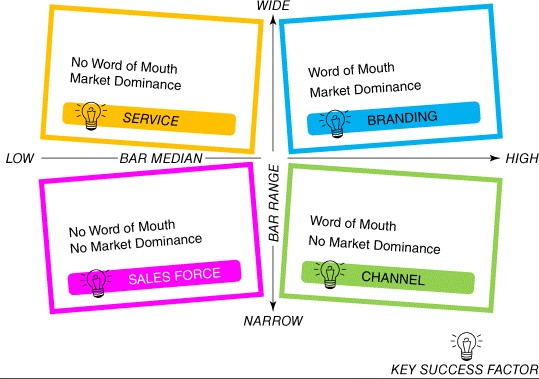 WIDE
No Word of Mouth
Market Dominance
SERVICE
Word of Mouth
Market Dominance
BRANDING
LOW
BAR MEDIAN
HIGH
BAR RANGE
No Word of Mouth
No Market Dominance
SALES FORCE
Word of Mouth
No Market Dominance
CHANNEL
NARROW
KEY SUCCESS FACTOR